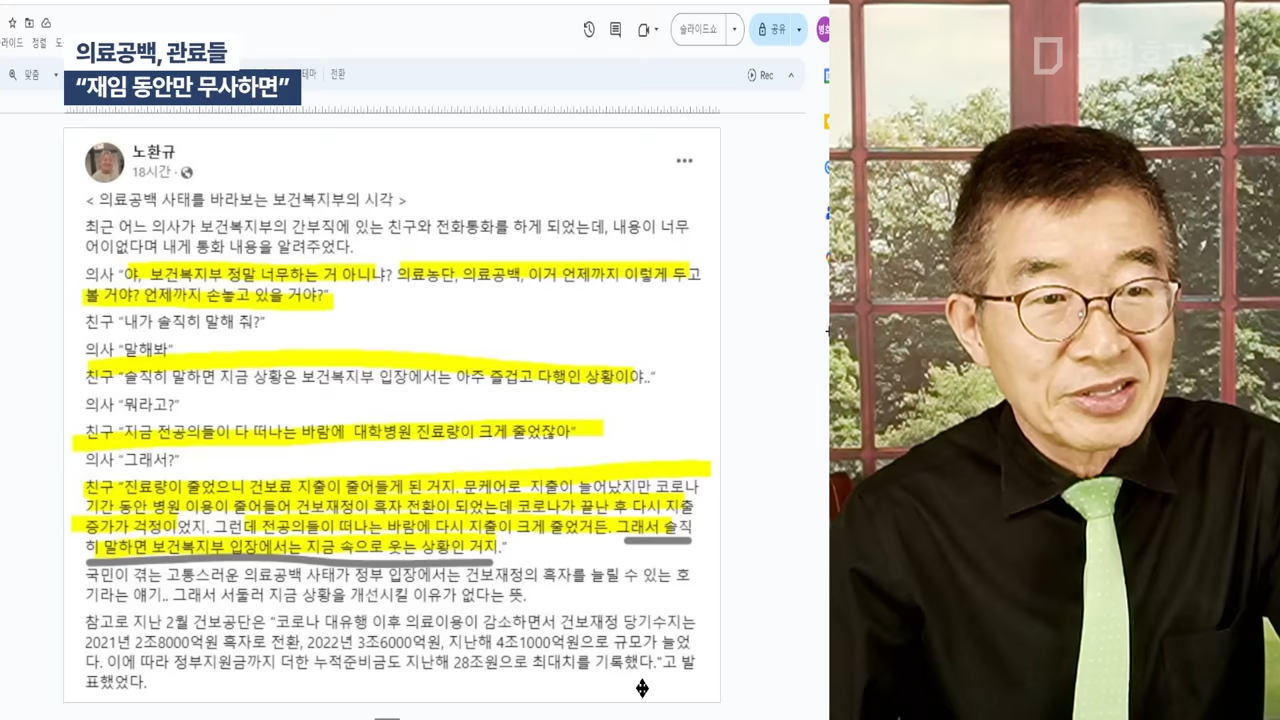 라이드 정렬 도
의료공백, 관료들
“재임 동안만 무사하면”
맞춤
테마 전환
슬라이드쇼
공유
Rec
노환규
18시간
< 의료공백 사태를 바라보는 보건복지부의 시각 >
최근 어느 의사가 보건복지부의 간부직에 있는 친구와 전화통화를 하게 되었는데, 내용이 너무
어이없다며 내게 통화 내용을 알려주었다.
의사 “야, 보건복지부 정말 너무하는 거 아니냐? 의료농단, 의료공백, 이거 언제까지 이렇게 두고
볼 거야? 언제까지 손놓고 있을 거야?”
친구 “내가 솔직히 말해 줘?”
의사 “말해봐”
친구 “솔직히 말하면 지금 상황은 보건복지부 입장에서는 아주 즐겁고 다행인 상황이야..”
의사 “뭐라고?”
친구 “지금 전공의들이 다 떠나는 바람에 대학병원 진료량이 크게 줄었잖아”
의사 “그래서?”
친구 “진료량이 줄었으니 건보료 지출이 줄어들게 된 거지. 문케어로 지출이 늘어났지만 코로나
기간 동안 병원 이용이 줄어들어 건보재정이 흑자 전환이 되었는데 코로나가 끝난 후 다시 지출
증가가 걱정이었지. 그런데 전공의들이 떠나는 바람에 다시 지출이 크게 줄었거든. 그래서 솔직
히 말하면 보건복지부 입장에서는 지금 속으로 웃는 상황인 거지.”
국민이 겪는 고통스러운 의료공백 사태가 정부 입장에서는 건보재정의 흑자를 늘릴 수 있는 호
기라는 얘기.. 그래서 서둘러 지금 상황을 개선시킬 이유가 없다는 뜻.
참고로 지난 2월 건보공단은 “코로나 대유행 이후 의료이용이 감소하면서 건보재정 당기수지는
2021년 2조8000억원 흑자로 전환, 2022년 3조6000억원, 지난해 4조1000억원으로 규모가 늘었
다. 이에 따라 정부지원금까지 더한 누적준비금도 지난해 28조원으로 최대치를 기록했다.”고 발
표했었다.